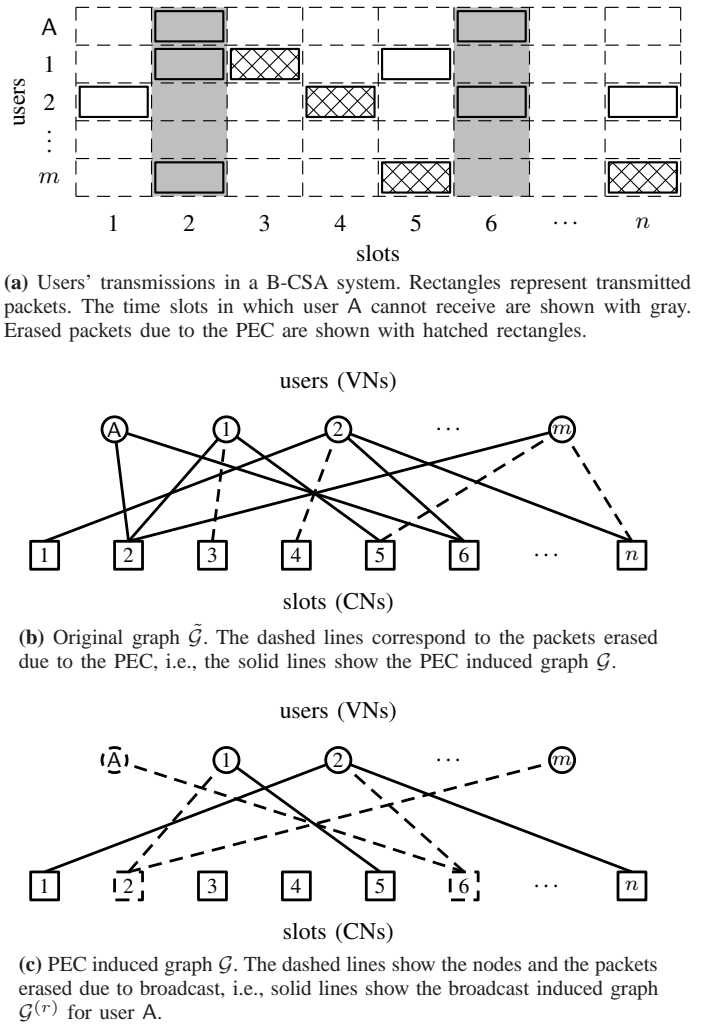 users
A
1
2
⋮
m
1 2 3 4 5 6 ⋯ n
slots
(a) Users' transmissions in a B-CSA system. Rectangles represent transmitted
packets. The time slots in which user A cannot receive are shown with gray.
Erased packets due to the PEC are shown with hatched rectangles.
users (VNs)
A 1 2 ⋯ m
1 2 3 4 5 6 ⋯ n
slots (CNs)
(b) Original graph 𝒢̃. The dashed lines correspond to the packets erased
due to the PEC, i.e., the solid lines show the PEC induced graph 𝒢.
users (VNs)
A 1 2 ⋯ m
1 2 3 4 5 6 ⋯ n
slots (CNs)
(c) PEC induced graph 𝒢. The dashed lines show the nodes and the packets
erased due to broadcast, i.e., solid lines show the broadcast induced graph
𝒢⁽ʳ⁾ for user A.